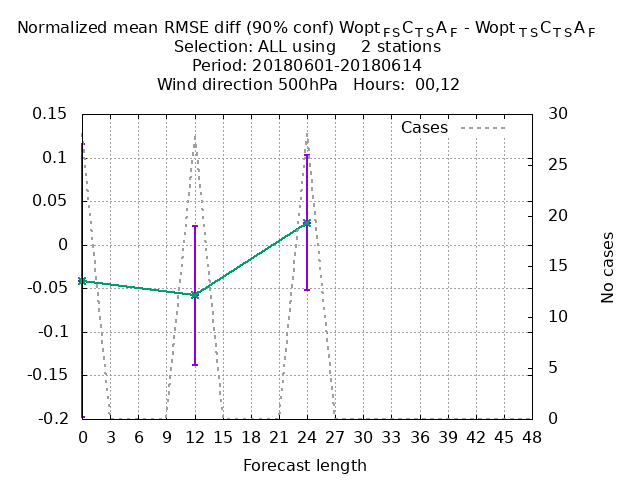 Normalized mean RMSE diff (90% conf) Wopt FS C TS A F - Wopt TS C TS A F
Selection: ALL using 2 stations
Period: 20180601-20180614
Wind direction 500hPa Hours: 00,12
Cases
0.15
0.1
0.05
0
-0.05
-0.1
-0.15
-0.2
30
25
20
15
10
5
0
No cases
0 3 6 9 12 15 18 21 24 27 30 33 36 39 42 45 48
Forecast length